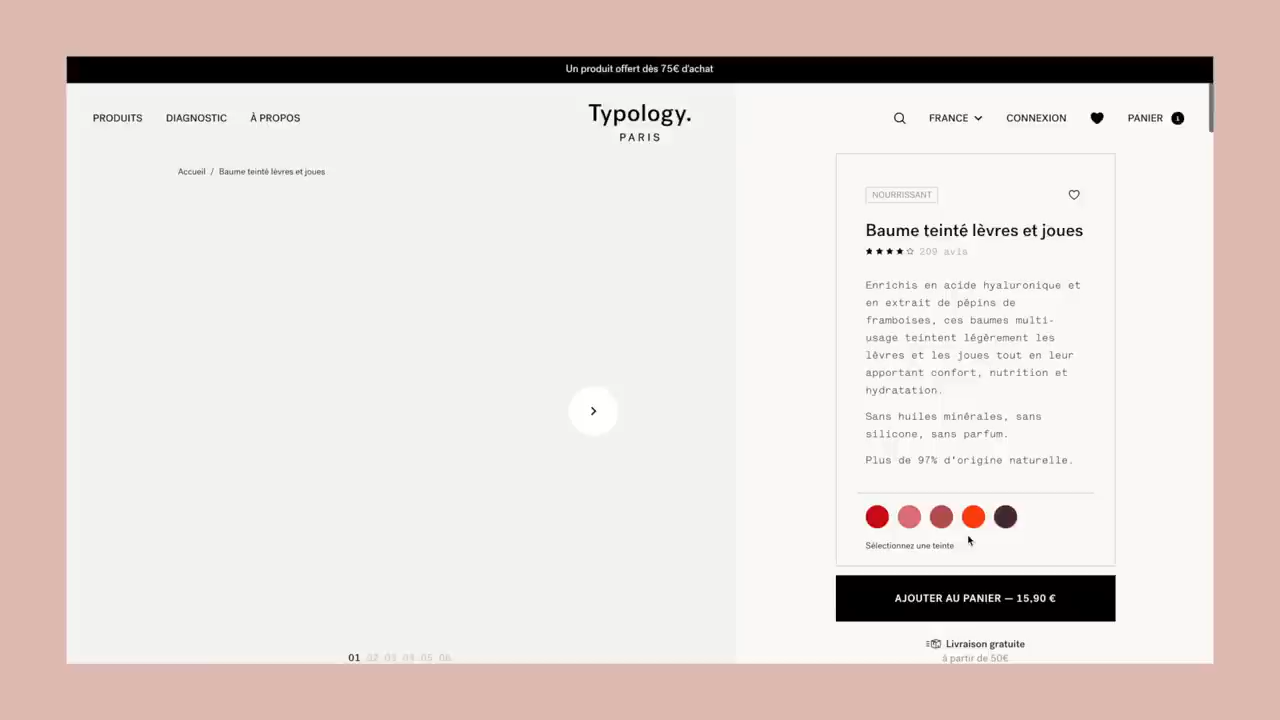 Un produit offert dès 75€ d'achat
PRODUITS DIAGNOSTIC À PROPOS
Typology.
PARIS
FRANCE CONNEXION PANIER 1
Accueil / Baume teinté lèvres et joues
NOURRISSANT
Baume teinté lèvres et joues
209 avis
Enrichis en acide hyaluronique et
en extrait de pépins de
framboises, ces baumes multi-
usage teintent légèrement les
lèvres et les joues tout en leur
apportant confort, nutrition et
hydratation.
Sans huiles minérales, sans
silicone, sans parfum.
Plus de 97% d'origine naturelle.
Sélectionnez une teinte
AJOUTER AU PANIER — 15,90 €
Livraison gratuite
à partir de 50€
01 02 03 04 05 06